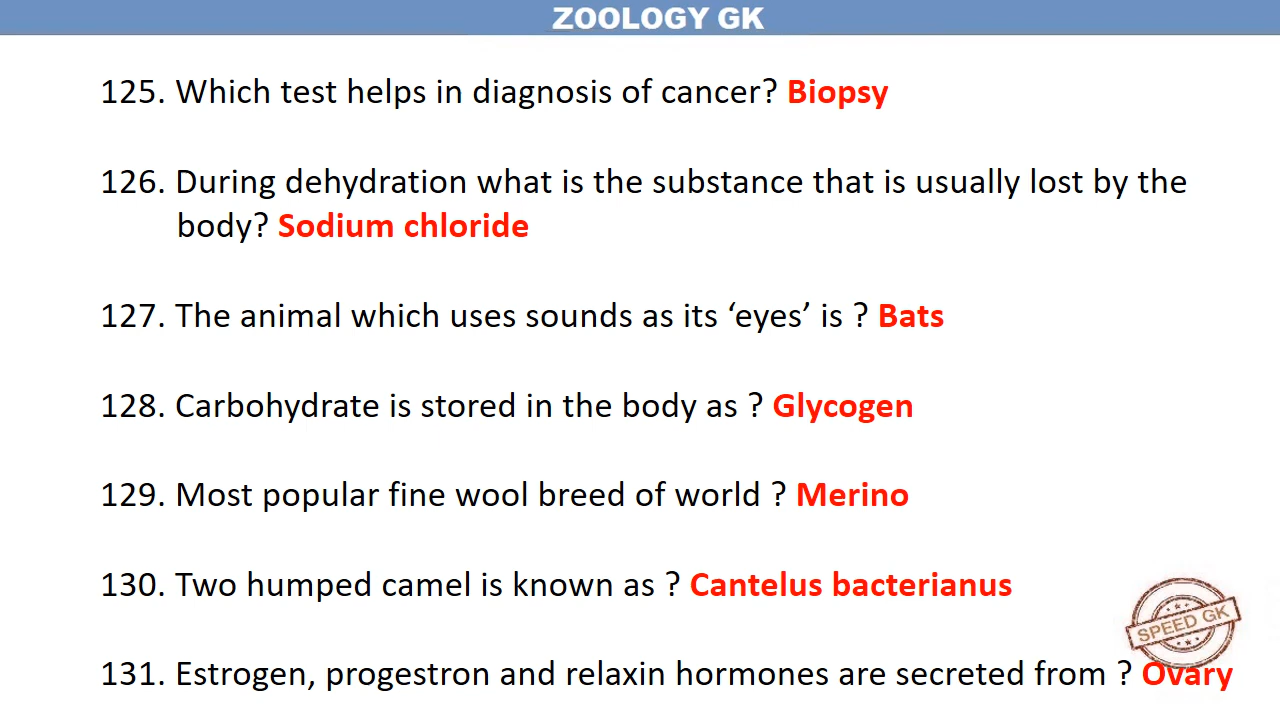 ZOOLOGY GK
125. Which test helps in diagnosis of cancer? Biopsy
126. During dehydration what is the substance that is usually lost by the
body? Sodium chloride
127. The animal which uses sounds as its ‘eyes’ is ? Bats
128. Carbohydrate is stored in the body as ? Glycogen
129. Most popular fine wool breed of world ? Merino
130. Two humped camel is known as ? Cantelus bacterianus
SPEED GK
131. Estrogen, progestron and relaxin hormones are secreted from ? Ovary